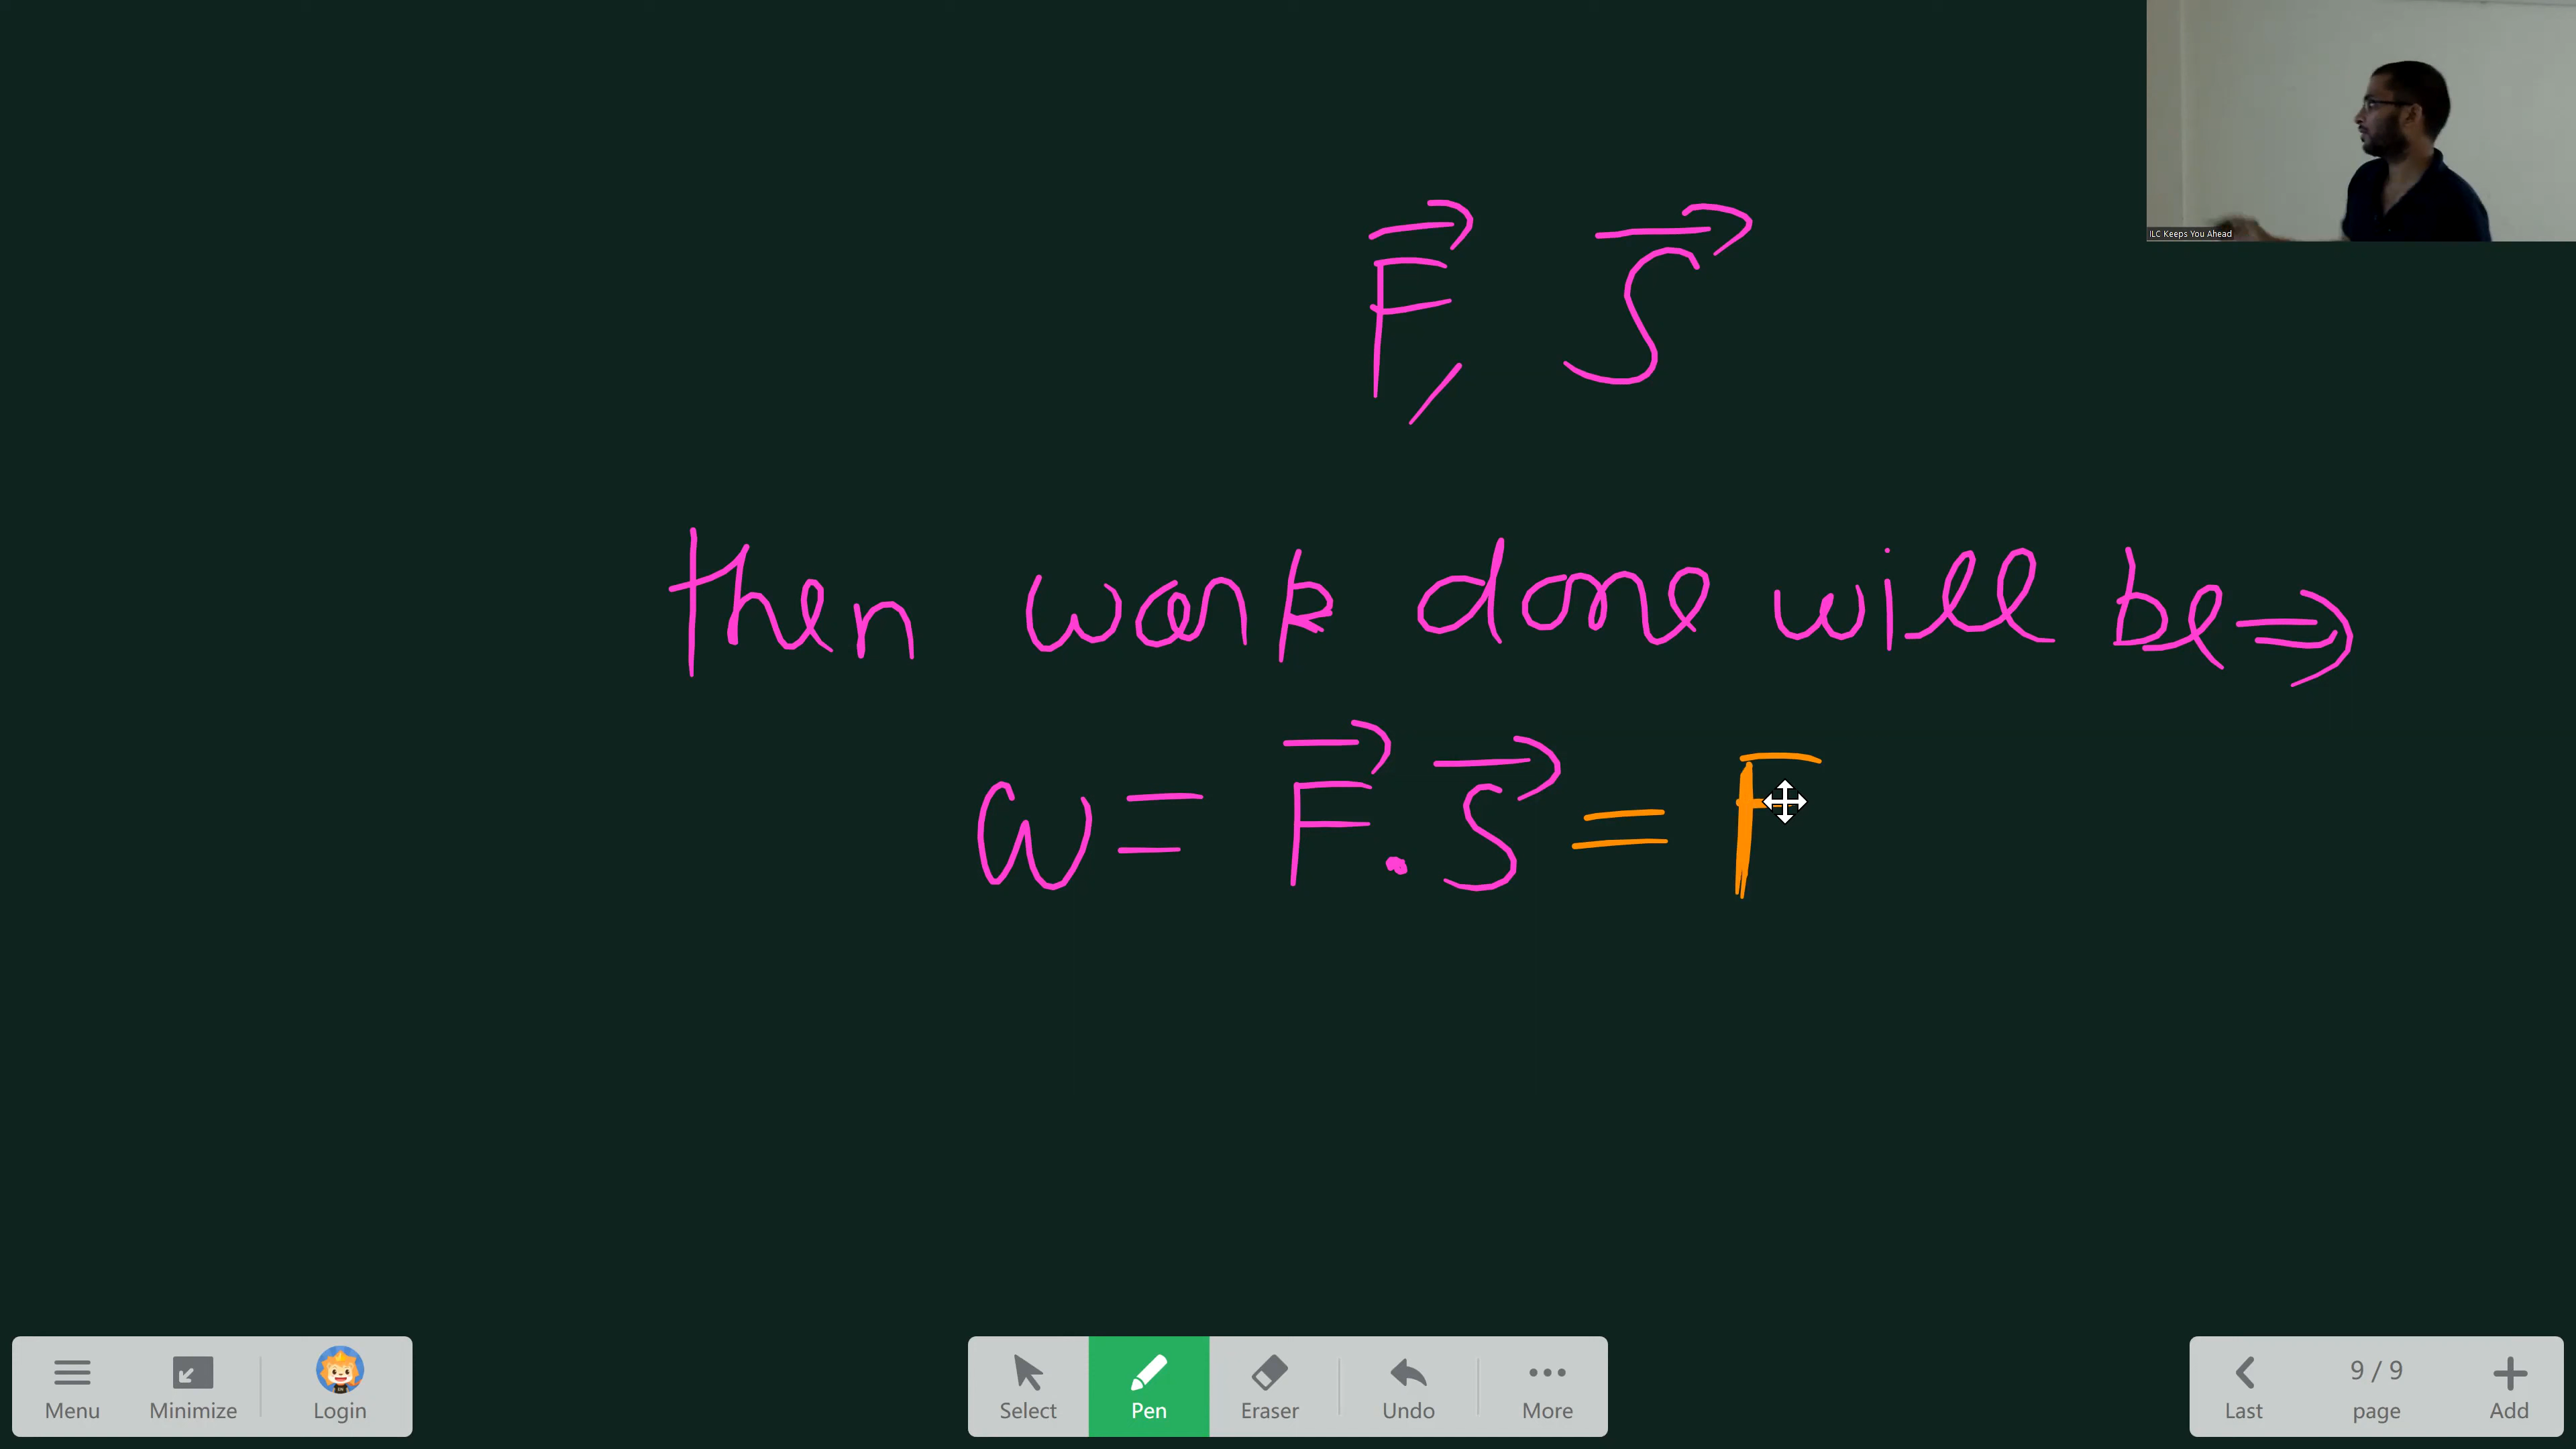 ILC Keeps You Ahead
F⃗, S⃗
then work done will be ⇒
W = F⃗ . S⃗ = F
Menu Minimize Login Select Pen Eraser Undo More Last 9 / 9 page Add